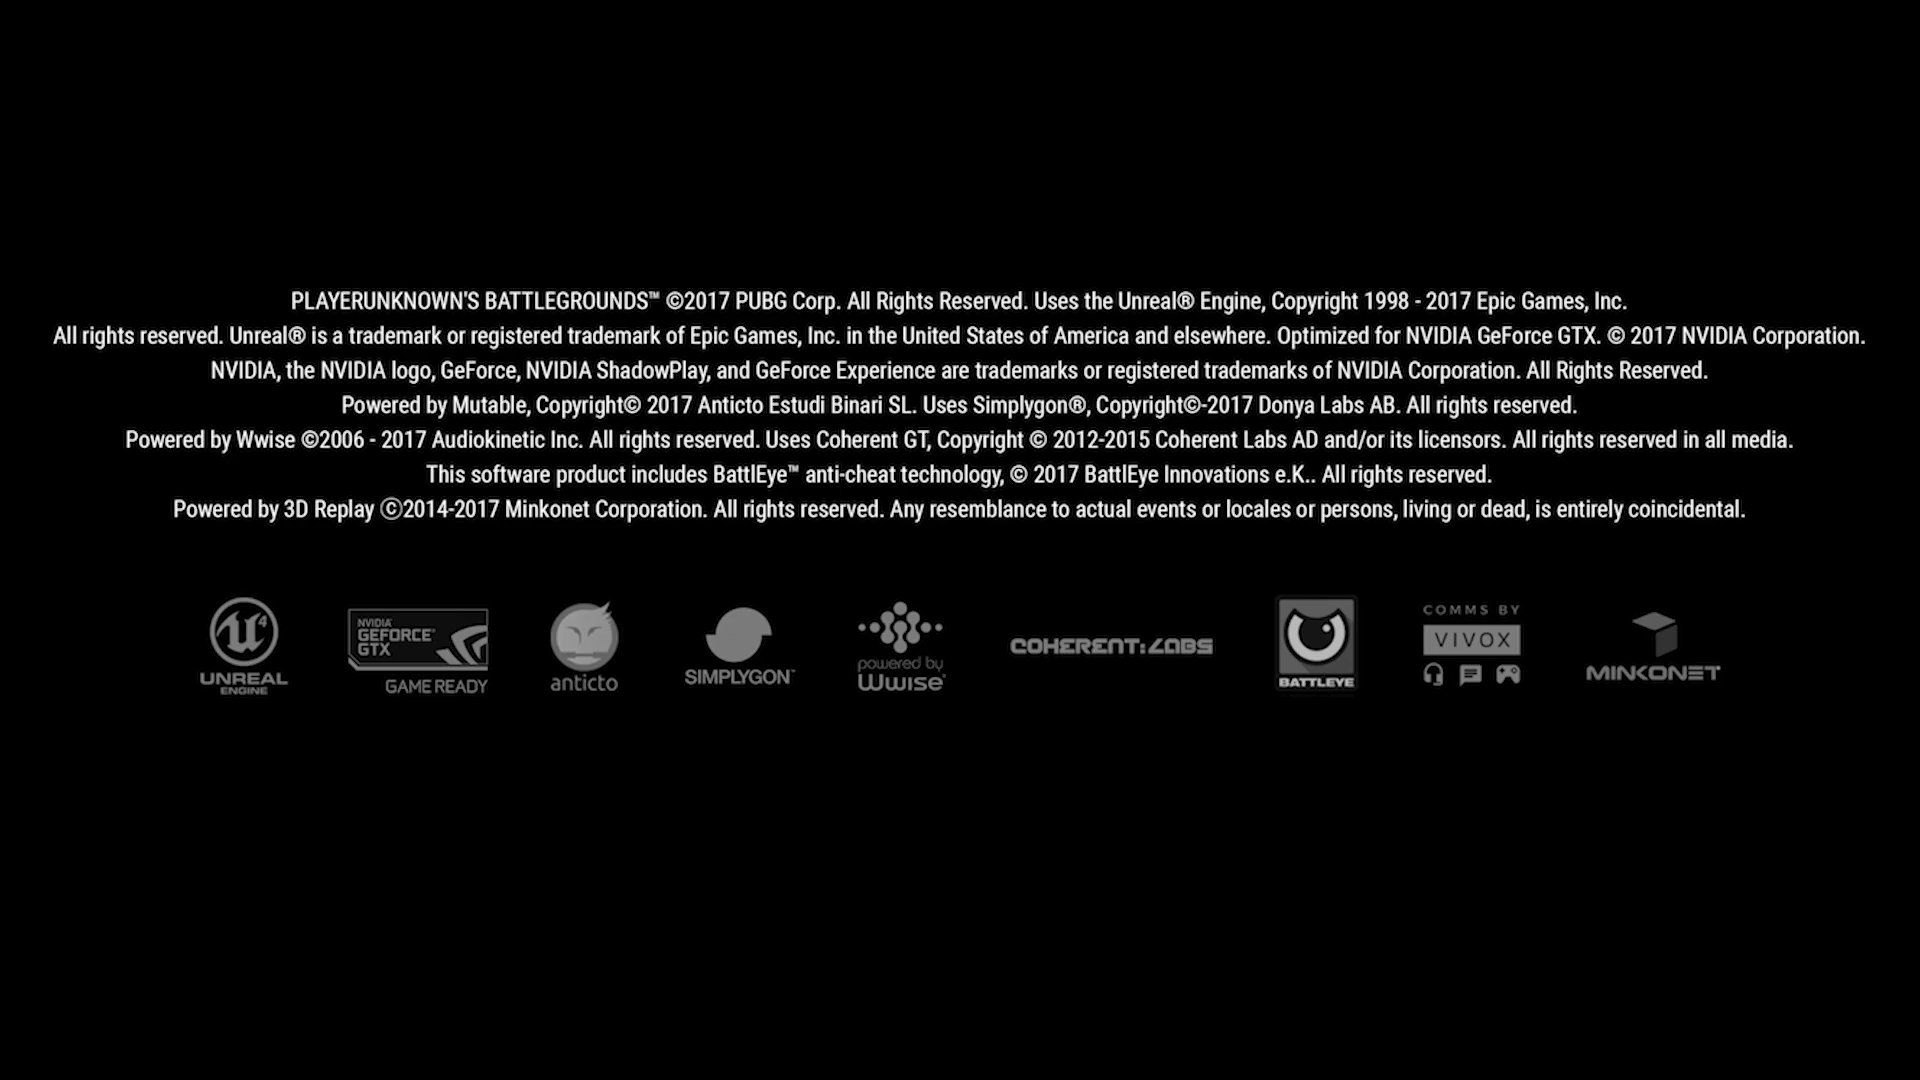 PLAYERUNKNOWN'S BATTLEGROUNDS™ ©2017 PUBG Corp. All Rights Reserved. Uses the Unreal® Engine, Copyright 1998 - 2017 Epic Games, Inc.
All rights reserved. Unreal® is a trademark or registered trademark of Epic Games, Inc. in the United States of America and elsewhere. Optimized for NVIDIA GeForce GTX. © 2017 NVIDIA Corporation.
NVIDIA, the NVIDIA logo, GeForce, NVIDIA ShadowPlay, and GeForce Experience are trademarks or registered trademarks of NVIDIA Corporation. All Rights Reserved.
Powered by Mutable, Copyright© 2017 Anticto Estudi Binari SL. Uses Simplygon®, Copyright©-2017 Donya Labs AB. All rights reserved.
Powered by Wwise ©2006 - 2017 Audiokinetic Inc. All rights reserved. Uses Coherent GT, Copyright © 2012-2015 Coherent Labs AD and/or its licensors. All rights reserved in all media.
This software product includes BattlEye™ anti-cheat technology, © 2017 BattlEye Innovations e.K.. All rights reserved.
Powered by 3D Replay ⓒ2014-2017 Minkonet Corporation. All rights reserved. Any resemblance to actual events or locales or persons, living or dead, is entirely coincidental.
U4
UNREAL
ENGINE
NVIDIA
GEFORCE
GTX
GAME READY
anticto
SIMPLYGON™
powered by
Wwise
COHERENT:LABS
BATTLEYE
COMMS BY
VIVOX
MINKONET